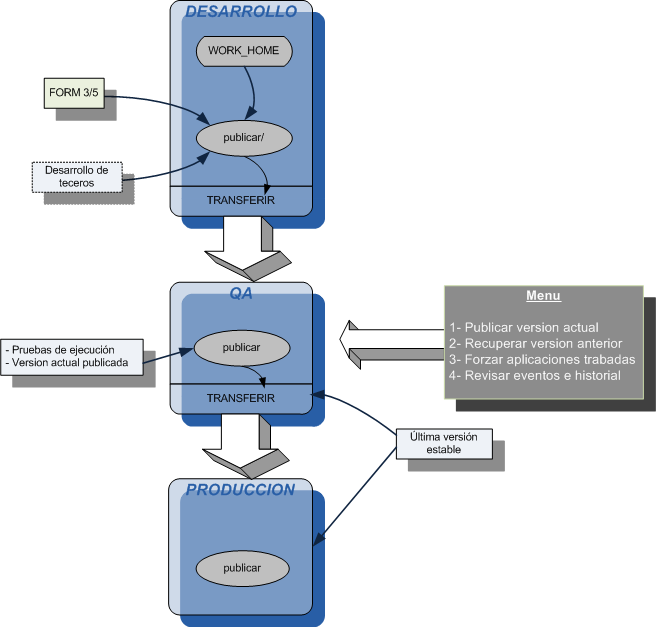 DESARROLLO
WORK_HOME
FORM 3/5
publicar/
Desarrollo de
teceros
TRANSFERIR
QA
Menu
1- Publicar version actual
2- Recuperar version anterior
3- Forzar aplicaciones trabadas
4- Revisar eventos e historial
- Pruebas de ejecución
- Version actual publicada
publicar
TRANSFERIR
Última versión
estable
PRODUCCION
publicar